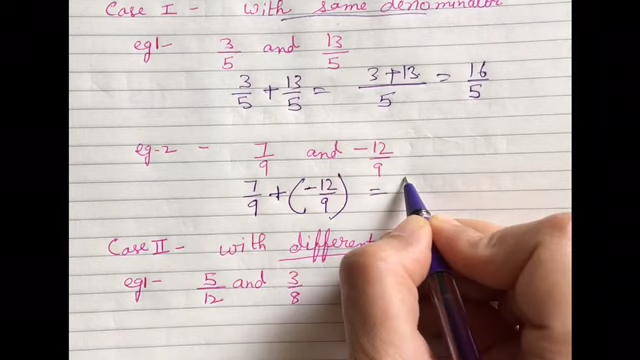 Case I - with same denominator
eg1- 3/5 and 13/5
3/5 + 13/5 = 3+13/5 = 16/5
eg-2 - 7/9 and -12/9
7/9 + (-12/9) =
Case II - with different
eg1- 5/12 and 3/8